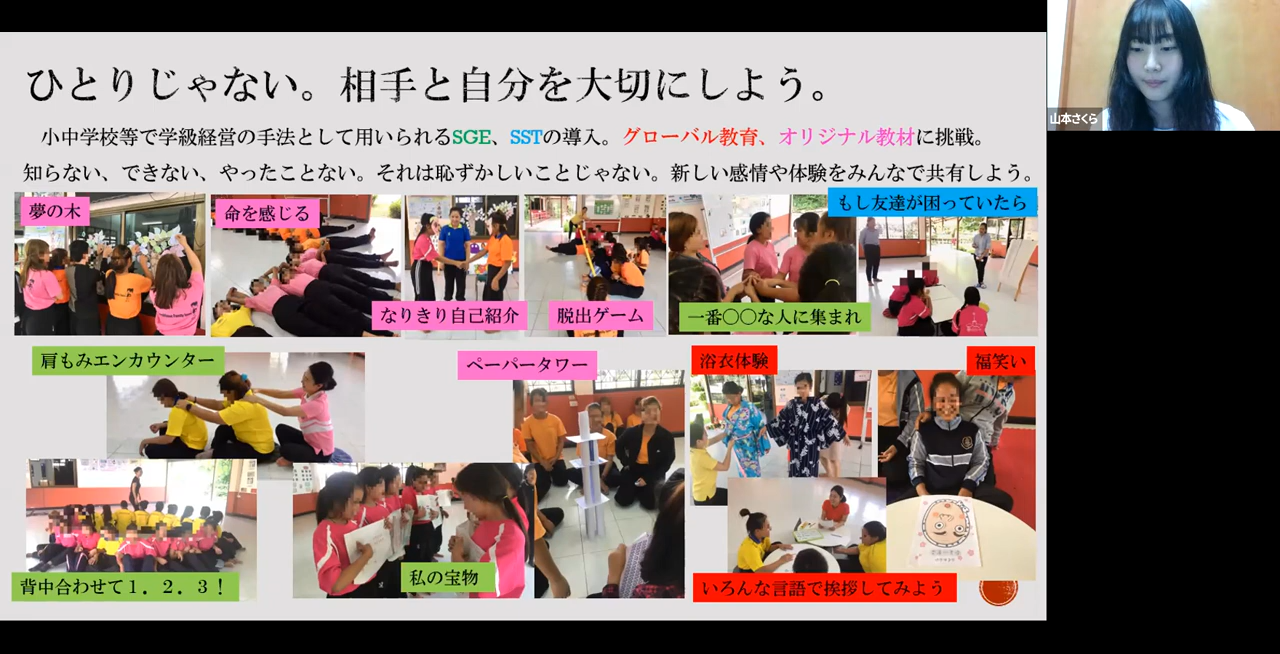 ひとりじゃない。相手と自分を大切にしよう。
山本さくら
小中学校等で学級経営の手法として用いられるSGE、SSTの導入。グローバル教育、オリジナル教材に挑戦。
知らない、できない、やったことない。それは恥ずかしいことじゃない。新しい感情や体験をみんなで共有しよう。
夢の木
命を感じる
もし友達が困っていたら
なりきり自己紹介
脱出ゲーム
一番〇〇な人に集まれ
肩もみエンカウンター
ペーパータワー
浴衣体験
福笑い
背中合わせて１．２．３！
私の宝物
いろんな言語で挨拶してみよう